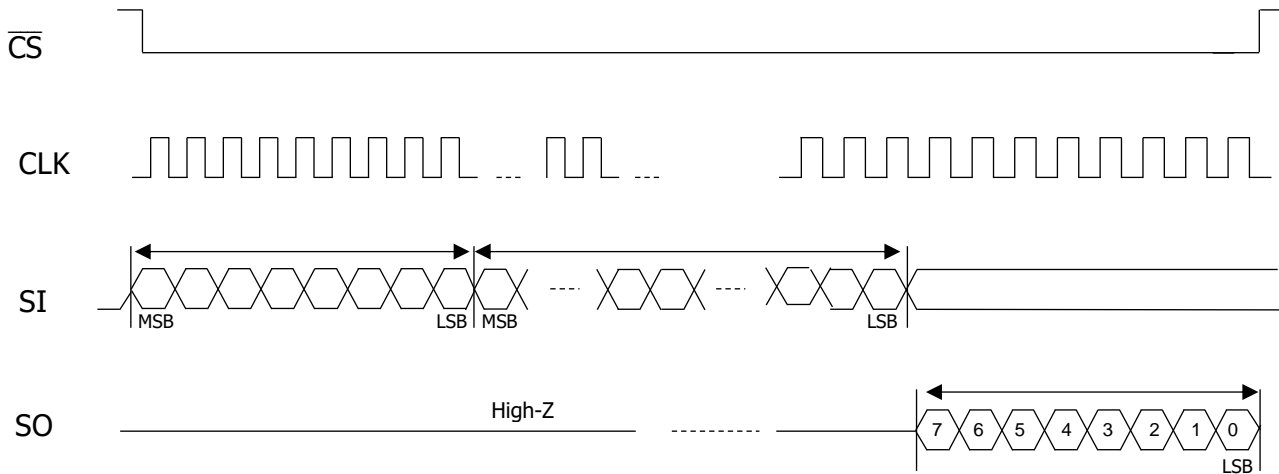 CS
CLK
SI
MSB
LSB
MSB
LSB
High-Z
SO
7 6 5 4 3 2 1 0
LSB